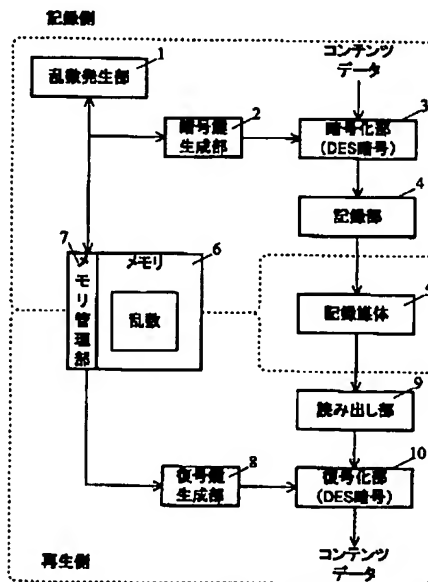 記録側
1
乱数発生部
コンテンツ
データ
2
暗号鍵
生成部
3
暗号化部
(DES暗号)
4
記録部
7
メモリ管理部
メモリ
6
乱数
記録媒体
9
読み出し部
8
復号鍵
生成部
10
復号化部
(DES暗号)
再生側
コンテンツ
データ